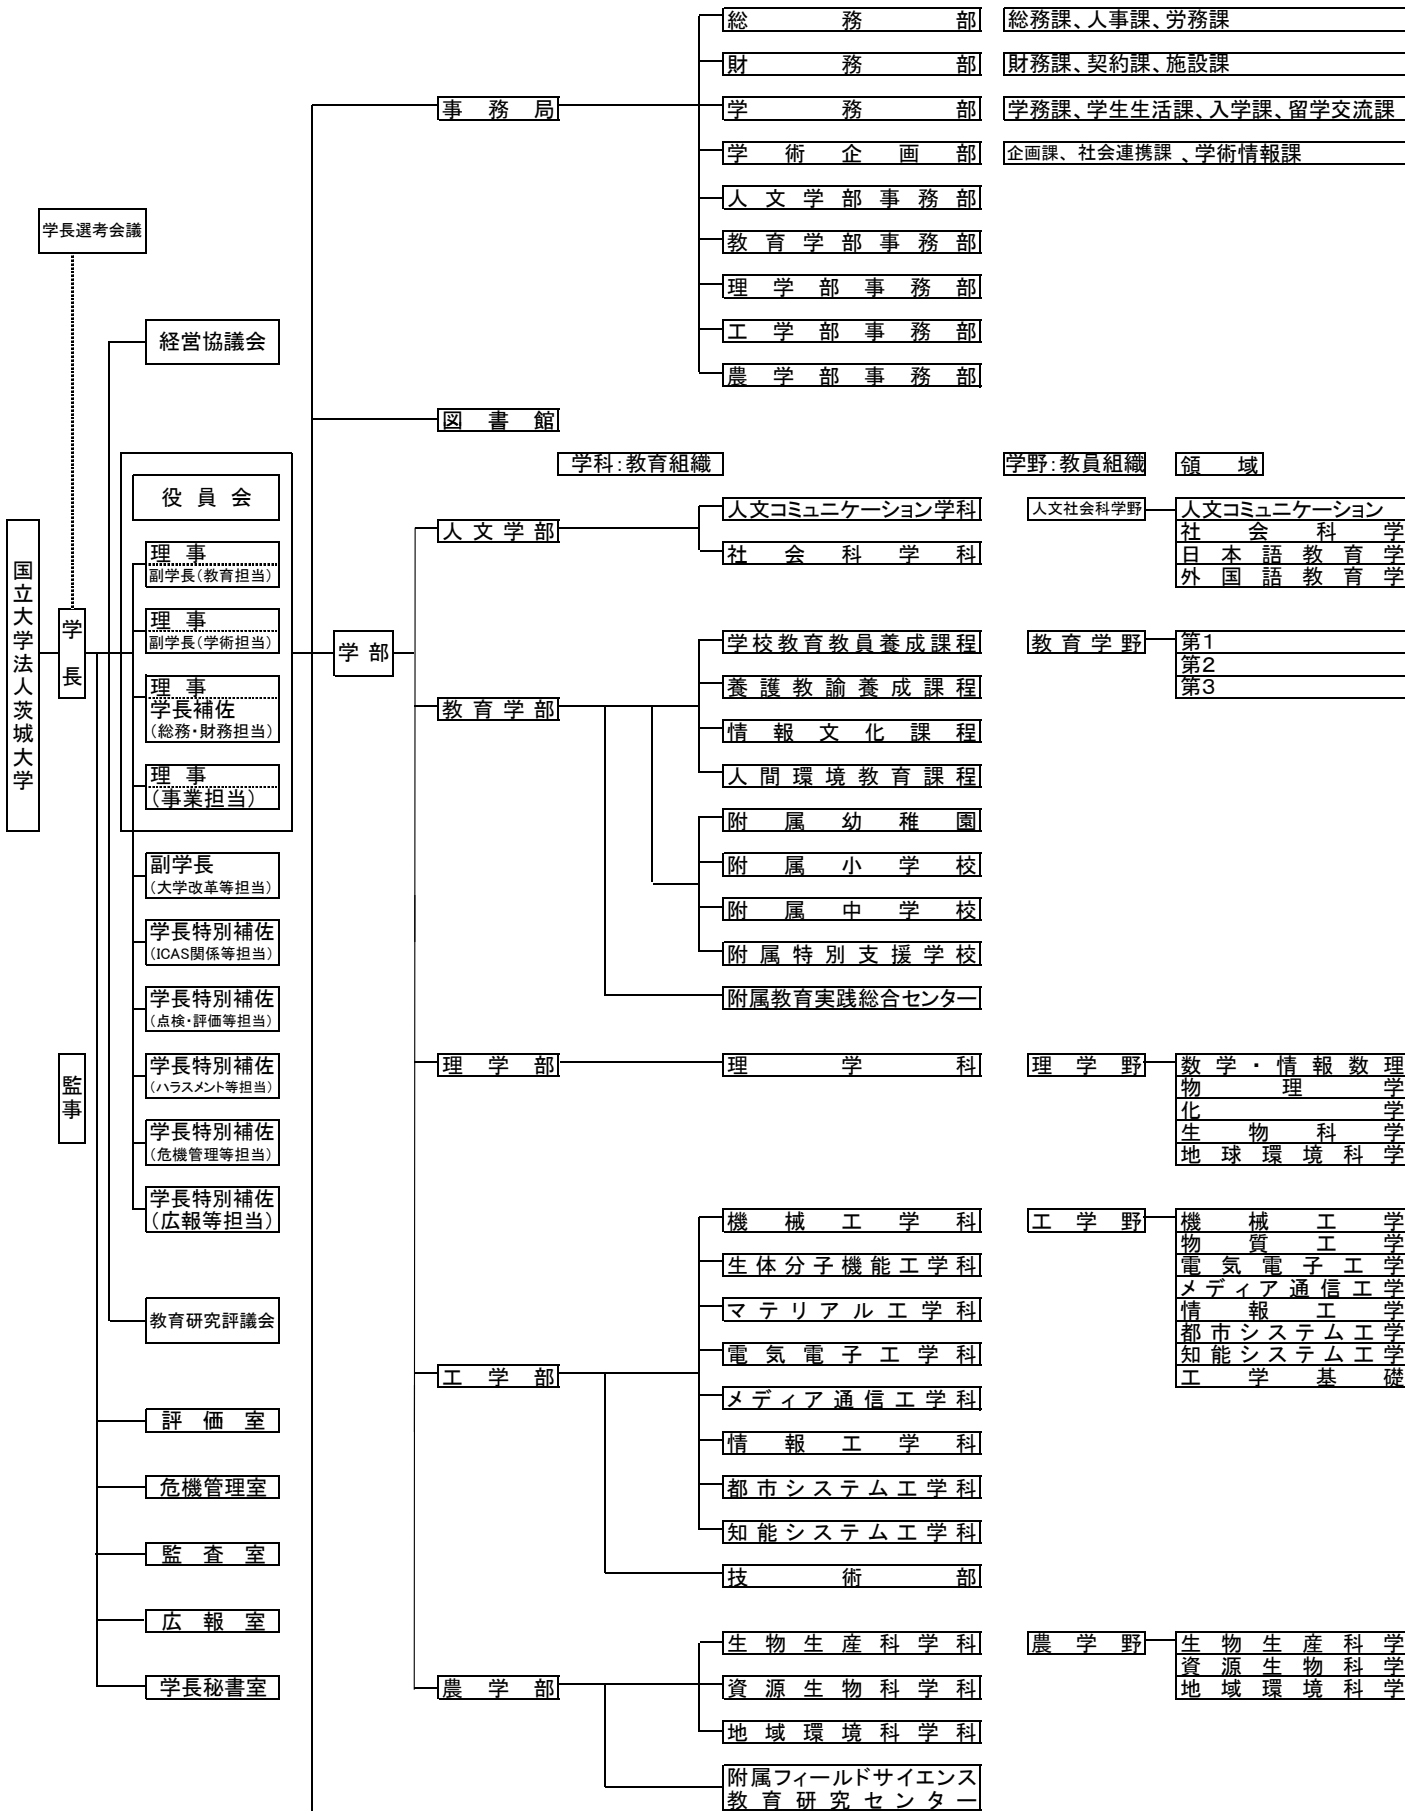 総務部
総務課、人事課、労務課
財務部
財務課、契約課、施設課
事務局
学務部
学務課、学生生活課、入学課、留学交流課
学術企画部
企画課、社会連携課、学術情報課
人文学部事務部
教育学部事務部
理学部事務部
工学部事務部
農学部事務部
学長選考会議
経営協議会
図書館
学科:教育組織
学野:教員組織
領域
国立大学法人茨城大学
学長
監事
役員会
理事
副学長(教育担当)
理事
副学長(学術担当)
理事
学長補佐
(総務・財務担当)
理事
(事業担当)
副学長
(大学改革等担当)
学長特別補佐
(ICAS関係等担当)
学長特別補佐
(点検・評価等担当)
学長特別補佐
(ハラスメント等担当)
学長特別補佐
(危機管理等担当)
学長特別補佐
(広報等担当)
教育研究評議会
評価室
危機管理室
監査室
広報室
学長秘書室
学部
人文学部
人文コミュニケーション学科
社会科学科
人文社会科学野
人文コミュニケーション
社会科学
日本語教育学
外国語教育学
教育学部
学校教育教員養成課程
養護教諭養成課程
情報文化課程
人間環境教育課程
附属幼稚園
附属小学校
附属中学校
附属特別支援学校
附属教育実践総合センター
教育学野
第1
第2
第3
理学部
理学科
理学野
数学・情報数理
物理学
化学
生物科学
地球環境科学
工学部
機械工学科
生体分子機能工学科
マテリアル工学科
電気電子工学科
メディア通信工学科
情報工学科
都市システム工学科
知能システム工学科
技術部
工学野
機械工学
物質工学
電気電子工学
メディア通信工学
情報工学
都市システム工学
知能システム工学
工学基礎
農学部
生物生産科学科
資源生物科学科
地域環境科学科
附属フィールドサイエンス
教育研究センター
農学野
生物生産科学
資源生物科学
地域環境科学